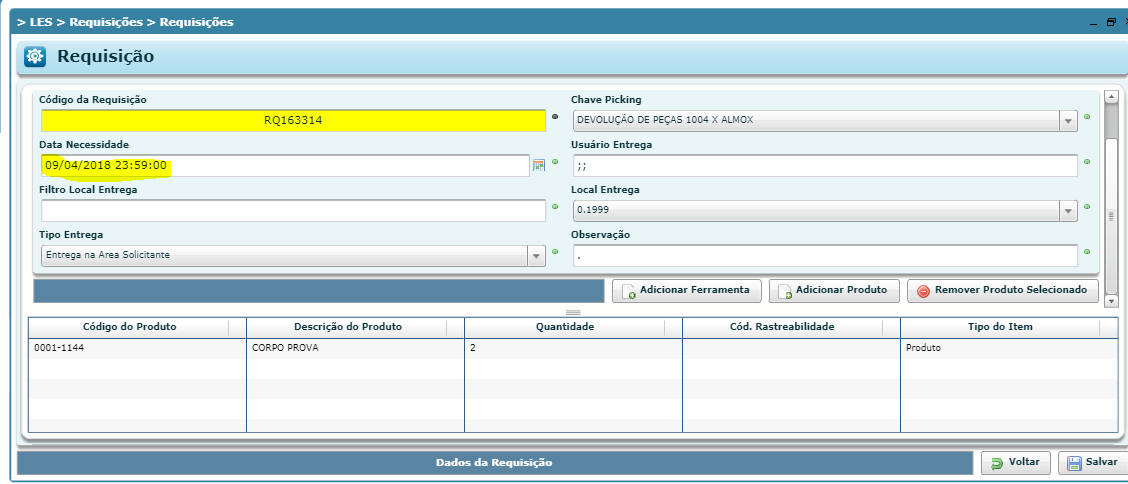 > LES > Requisições > Requisições
Requisição
Código da Requisição
RQ163314
Chave Picking
DEVOLUÇÃO DE PEÇAS 1004 X ALMOX
Data Necessidade
09/04/2018 23:59:00
Usuário Entrega
;;
Filtro Local Entrega
Local Entrega
0.1999
Tipo Entrega
Entrega na Area Solicitante
Observação
.
Adicionar Ferramenta
Adicionar Produto
Remover Produto Selecionado
Código do Produto Descrição do Produto Quantidade Cód. Rastreabilidade Tipo do Item
0001-1144 CORPO PROVA 2 Produto
Dados da Requisição
Voltar
Salvar